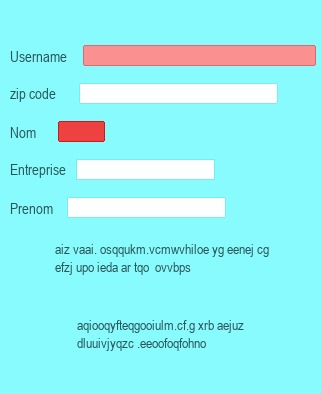 Username
zip code
Nom
Entreprise
Prenom
aiz vaai. osqqukm.vcmwvhiloe yg eenej cg
efzj upo ieda ar tqo ovvbps
aqiooqyfteqgooiulm.cf.g xrb aejuz
dluuivjyqzc .eeoofoqfohno